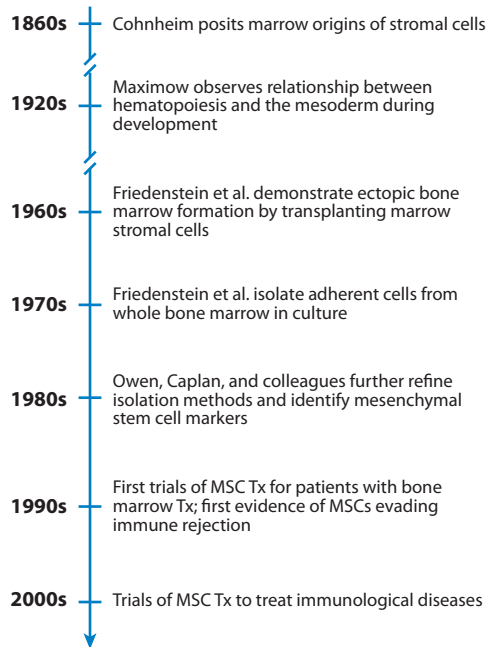 1860s Cohnheim posits marrow origins of stromal cells
Maximow observes relationship between
1920s hematopoiesis and the mesoderm during
development
Friedenstein et al. demonstrate ectopic bone
1960s marrow formation by transplanting marrow
stromal cells
1970s Friedenstein et al. isolate adherent cells from
whole bone marrow in culture
Owen, Caplan, and colleagues further refine
1980s isolation methods and identify mesenchymal
stem cell markers
First trials of MSC Tx for patients with bone
1990s marrow Tx; first evidence of MSCs evading
immune rejection
2000s Trials of MSC Tx to treat immunological diseases